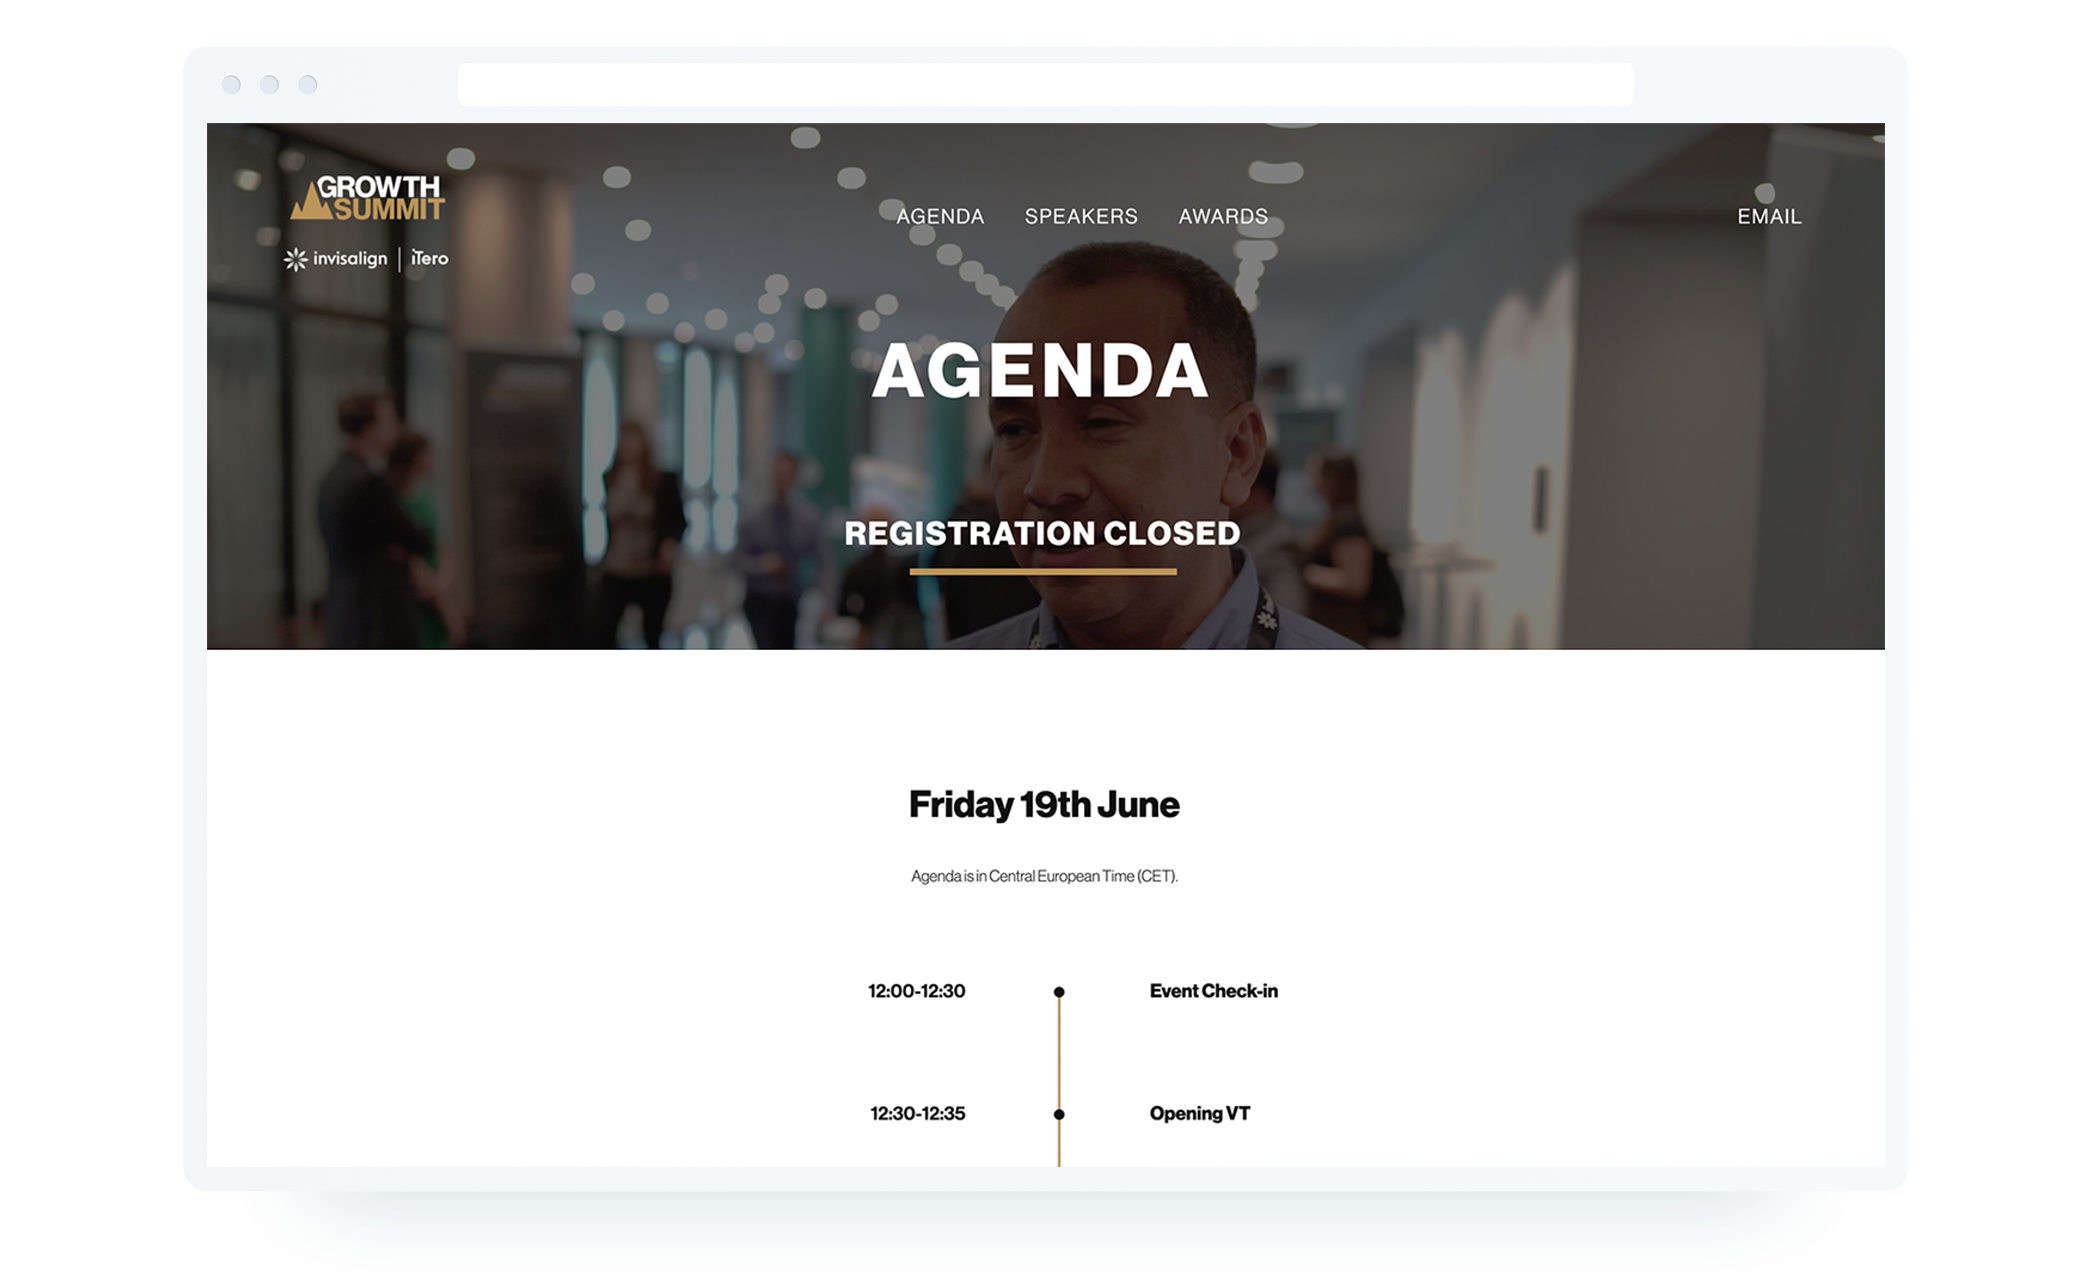 GROWTH
SUMMIT
invisalign | iTero
AGENDA SPEAKERS AWARDS
EMAIL
AGENDA
REGISTRATION CLOSED
Friday 19th June
Agenda is in Central European Time (CET).
12:00-12:30 Event Check-in
12:30-12:35 Opening VT